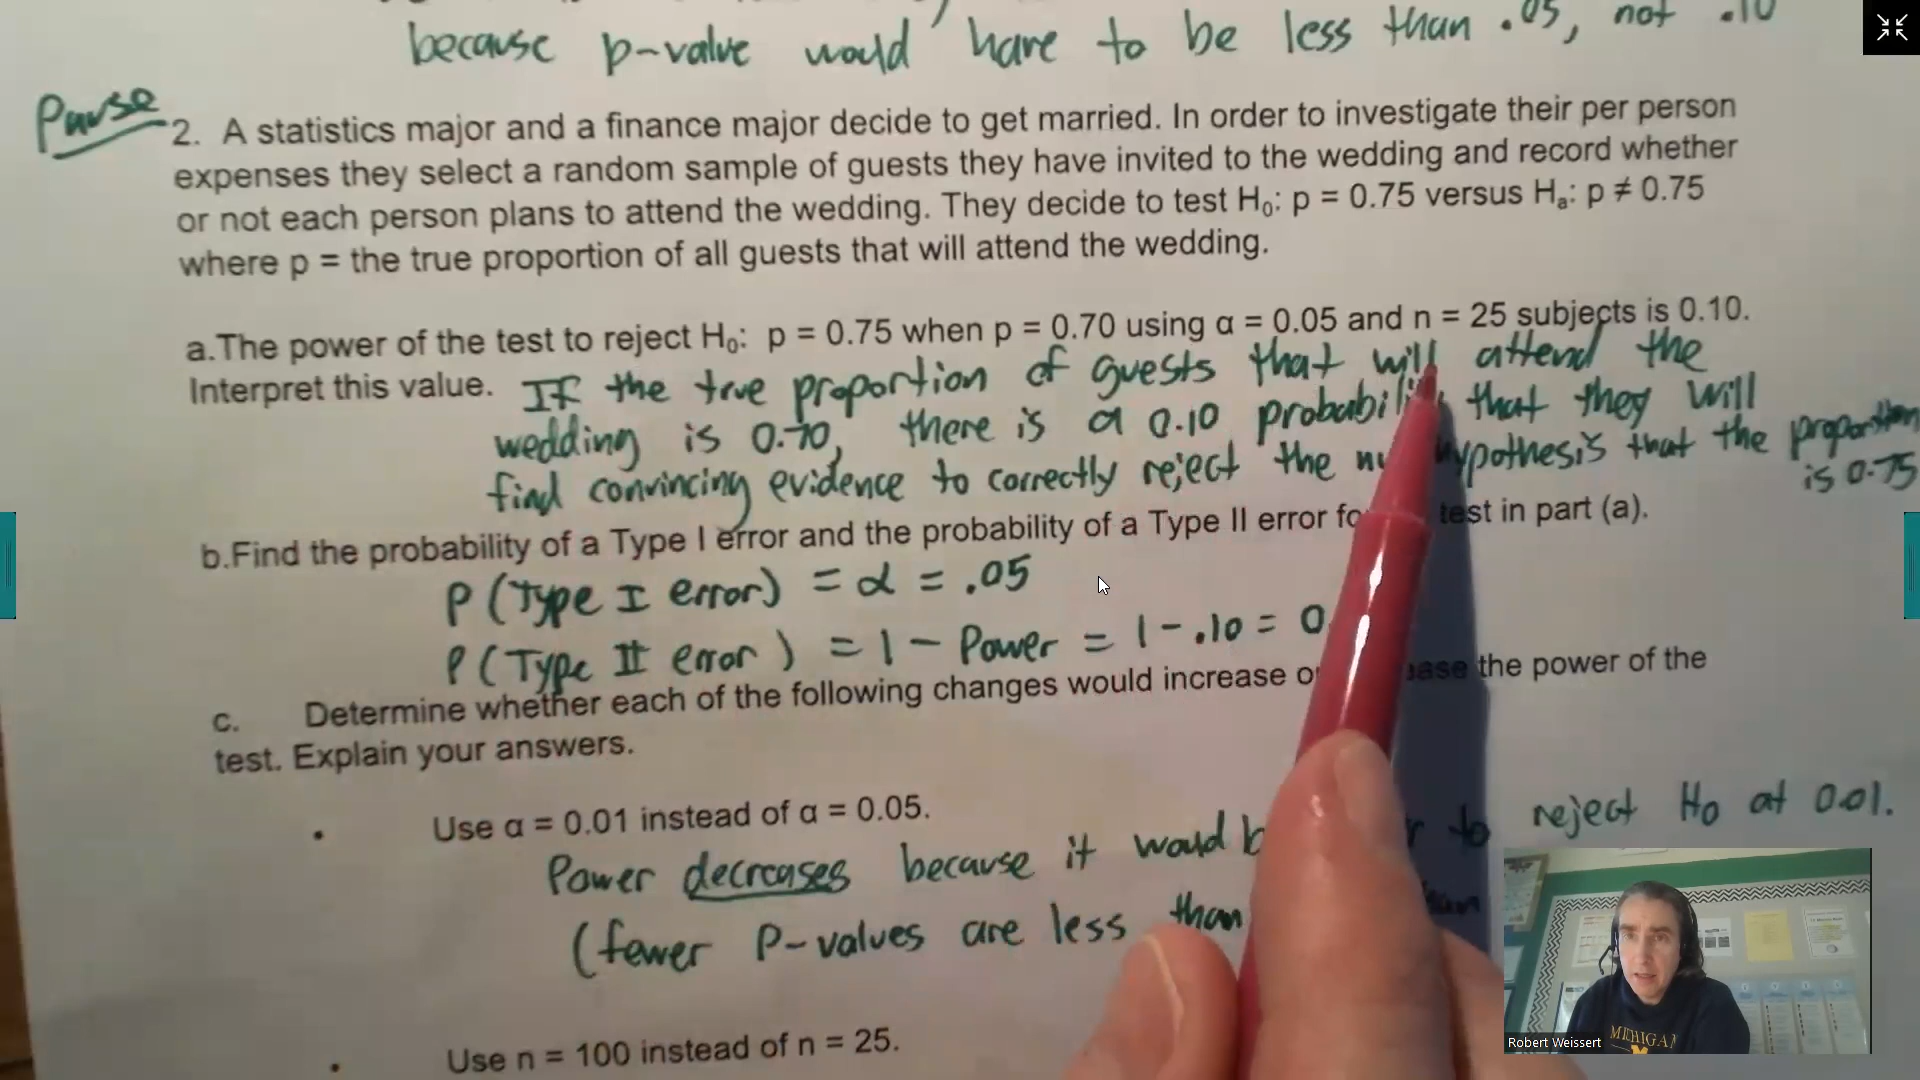 because p-value would have to be less than .05, not .10
Pause
2. A statistics major and a finance major decide to get married. In order to investigate their per person
expenses they select a random sample of guests they have invited to the wedding and record whether
or not each person plans to attend the wedding. They decide to test H₀: p = 0.75 versus Hₐ: p ≠ 0.75
where p = the true proportion of all guests that will attend the wedding.
a.The power of the test to reject H₀: p = 0.75 when p = 0.70 using α = 0.05 and n = 25 subjects is 0.10.
Interpret this value. If the true proportion of guests that will attend the
wedding is 0.70, there is a 0.10 probability that they will
find convincing evidence to correctly reject the nu hypothesis that the proportion
is 0.75
b.Find the probability of a Type I error and the probability of a Type II error fo test in part (a).
P (Type I error) = α = .05
P (Type II error) = 1 - Power = 1 - .10 = 0.
c. Determine whether each of the following changes would increase o ease the power of the
test. Explain your answers.
• Use α = 0.01 instead of α = 0.05.
Power decreases because it would b r to reject H₀ at 0.01.
(fewer P-values are less than
• Use n = 100 instead of n = 25.
MICHIGAN
Robert Weissert